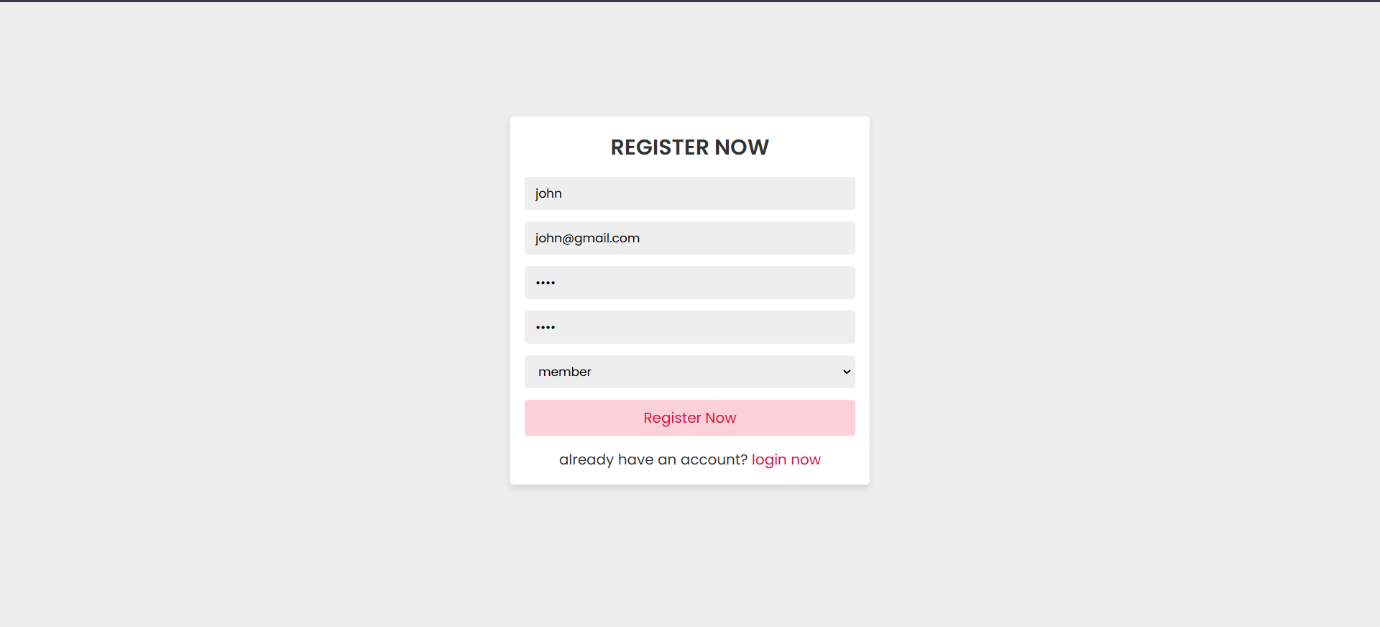 REGISTER NOW
john
john@gmail.com
••••
••••
member
Register Now
already have an account? login now